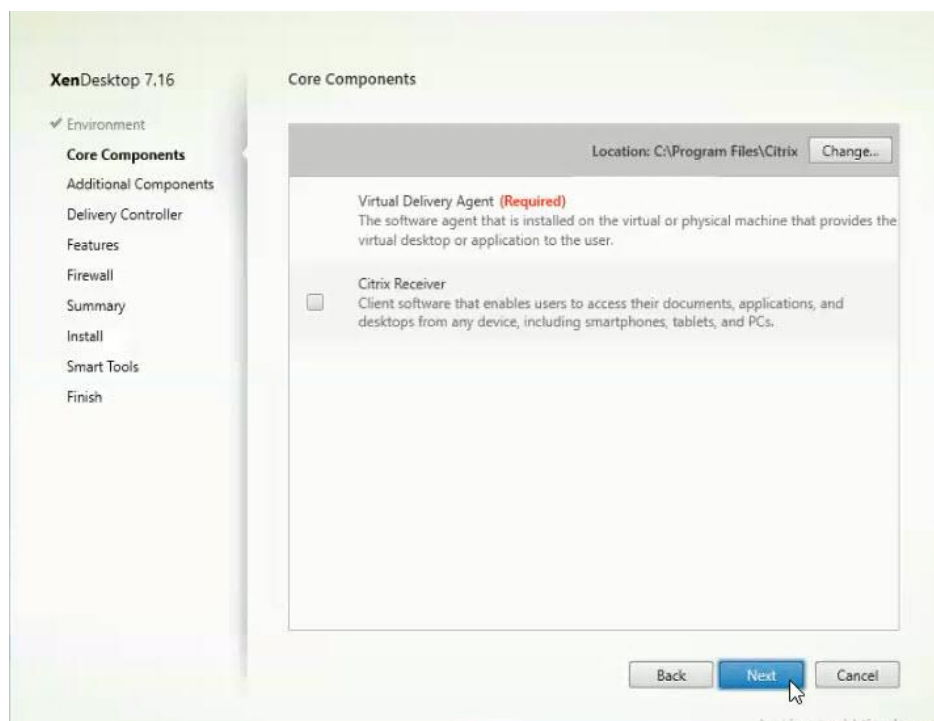 XenDesktop 7.16
Environment
Core Components
Additional Components
Delivery Controller
Features
Firewall
Summary
Install
Smart Tools
Finish
Core Components
Location: C:\Program Files\Citrix
Change...
Virtual Delivery Agent (Required)
The software agent that is installed on the virtual or physical machine that provides the
virtual desktop or application to the user.
Citrix Receiver
Client software that enables users to access their documents, applications, and
desktops from any device, including smartphones, tablets, and PCs.
Back
Next
Cancel